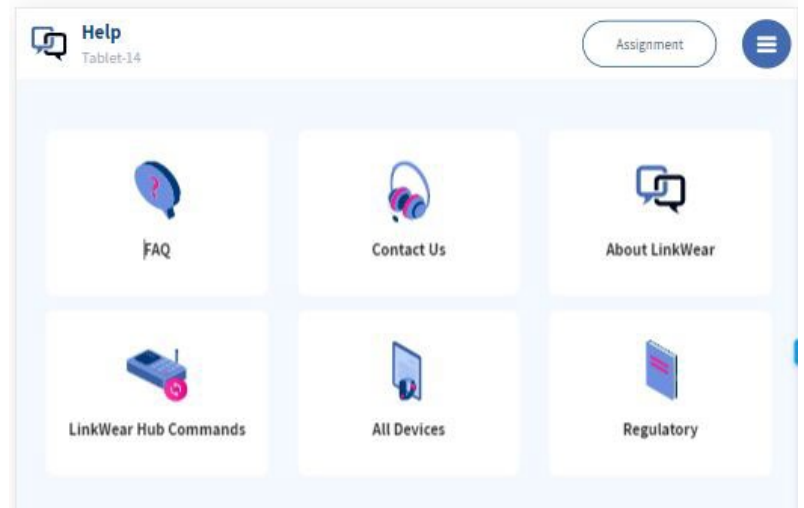 Help
Tablet-14
Assignment
?
FAQ
Contact Us
About LinkWear
LinkWear Hub Commands
All Devices
Regulatory